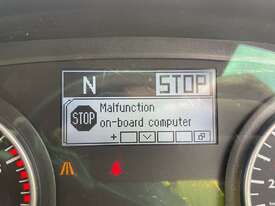 N STOP
STOP Malfunction
on-board computer
+